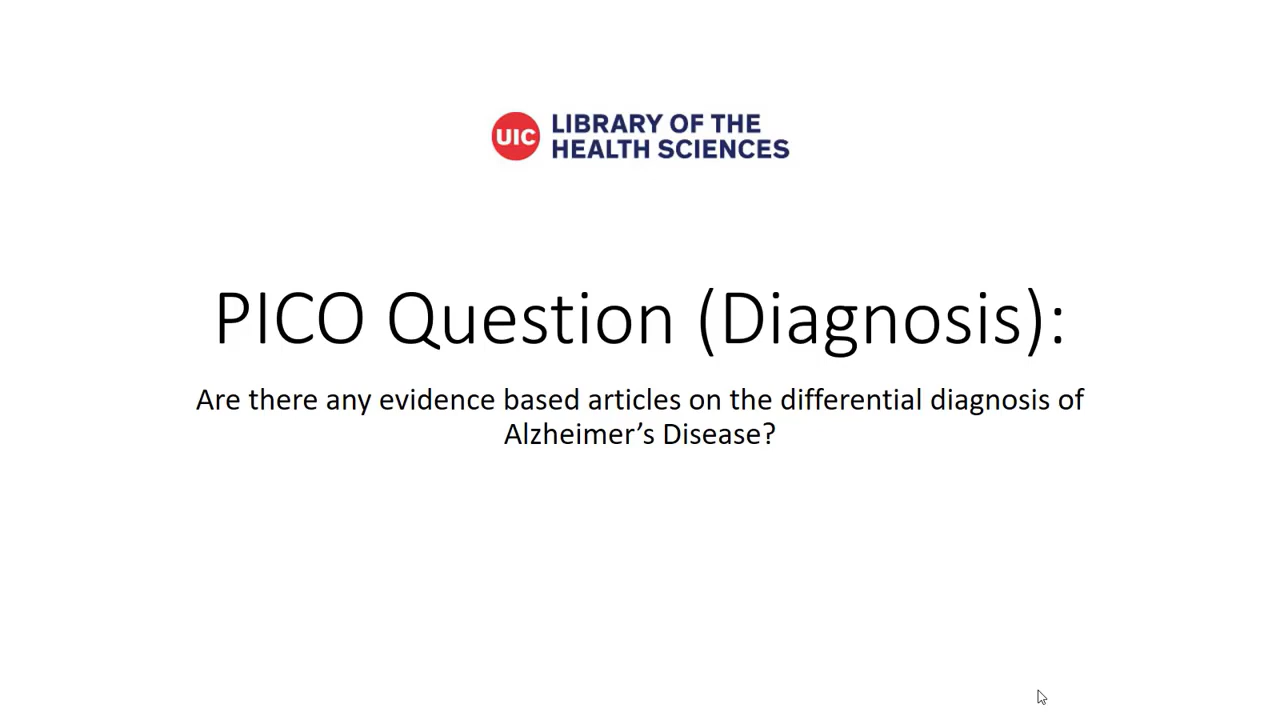 UIC
LIBRARY OF THE
HEALTH SCIENCES
PICO Question (Diagnosis):
Are there any evidence based articles on the differential diagnosis of
Alzheimer’s Disease?